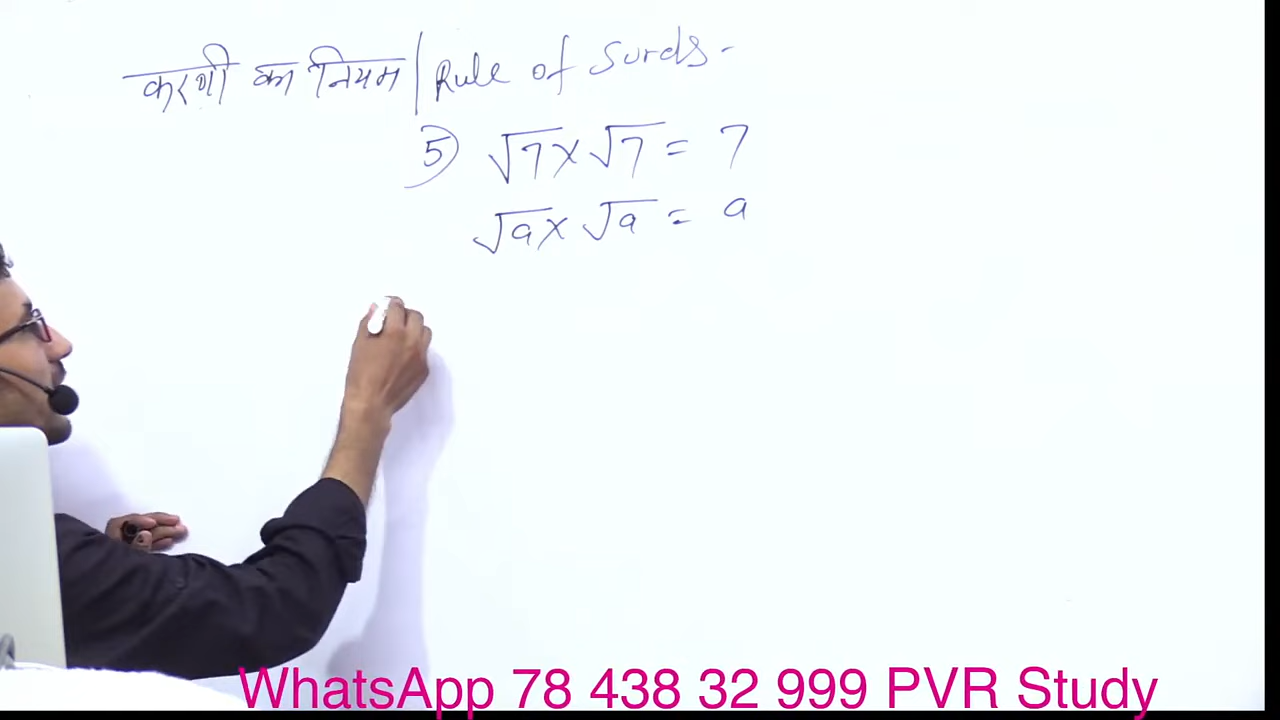 करणी का नियम | Rule of Surds -
5) √7 × √7 = 7
√a × √a = a
WhatsApp 78 438 32 999 PVR Study